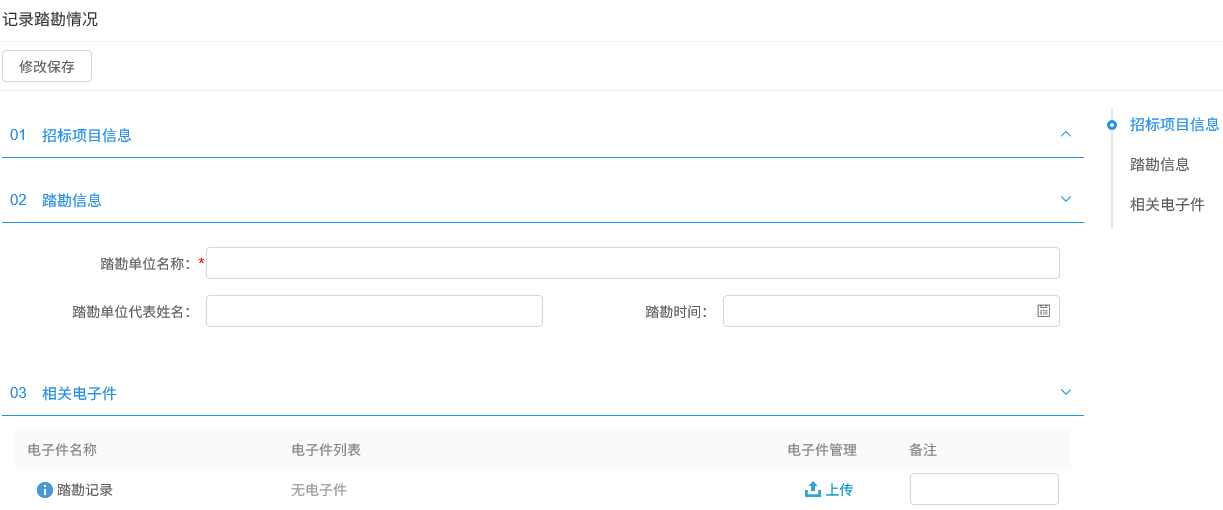 记录踏勘情况
修改保存
01 招标项目信息
招标项目信息
踏勘信息
相关电子件
02 踏勘信息
踏勘单位名称：*
踏勘单位代表姓名： 踏勘时间：
03 相关电子件
电子件名称 电子件列表 电子件管理 备注
踏勘记录 无电子件 上传